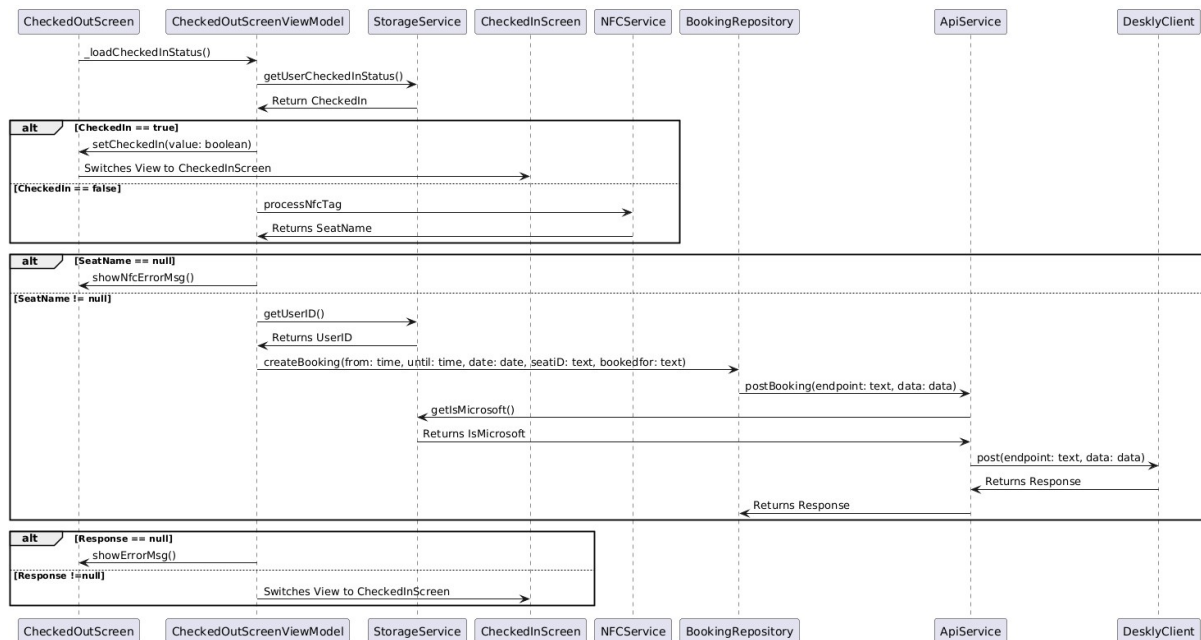 CheckedOutScreen CheckedOutScreenViewModel StorageService CheckedInScreen NFCService BookingRepository ApiService DesklyClient
_loadCheckedInStatus()
getUserCheckedInStatus()
Return CheckedIn
alt [CheckedIn == true]
setCheckedIn(value: boolean)
Switches View to CheckedInScreen
[CheckedIn == false]
processNfcTag
Returns SeatName
alt [SeatName == null]
showNfcErrorMsg()
[SeatName != null]
getUserID()
Returns UserID
createBooking(from: time, until: time, date: date, seatiD: text, bookedfor: text)
postBooking(endpoint: text, data: data)
getIsMicrosoft()
Returns IsMicrosoft
post(endpoint: text, data: data)
Returns Response
Returns Response
alt [Response == null]
showErrorMsg()
[Response !=null]
Switches View to CheckedInScreen
CheckedOutScreen CheckedOutScreenViewModel StorageService CheckedInScreen NFCService BookingRepository ApiService DesklyClient